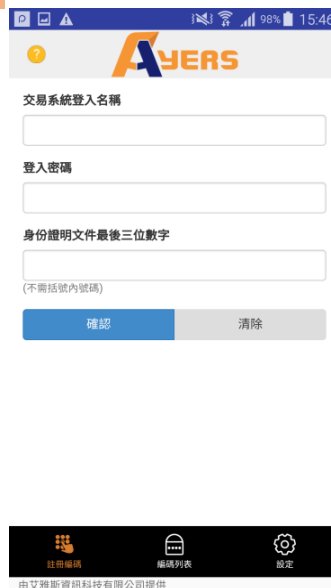 98% 15:46
AYERS
交易系統登入名稱
登入密碼
身份證明文件最後三位數字
(不需括號內號碼)
確認 清除
註冊編碼 編碼列表 設定
由艾雅斯資訊科技有限公司提供